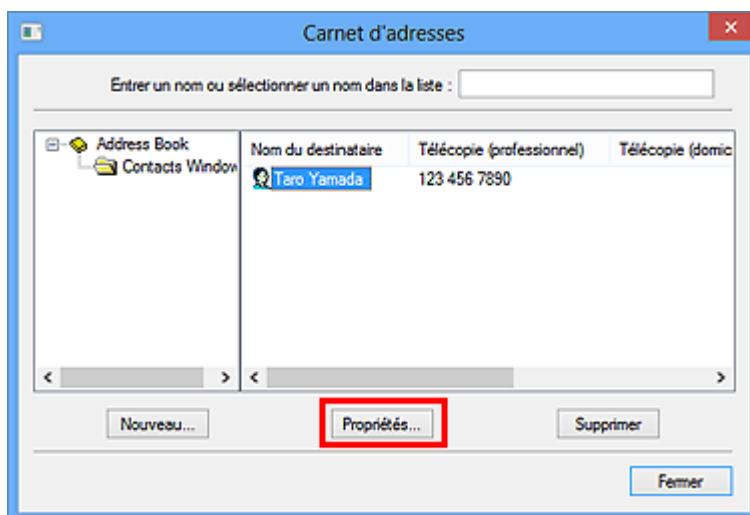 Carnet d'adresses
Entrer un nom ou sélectionner un nom dans la liste :
Address Book
Contacts Window
Nom du destinataire Télécopie (professionnel) Télécopie (domic
Taro Yamada 123 456 7890
Nouveau... Propriétés... Supprimer
Fermer